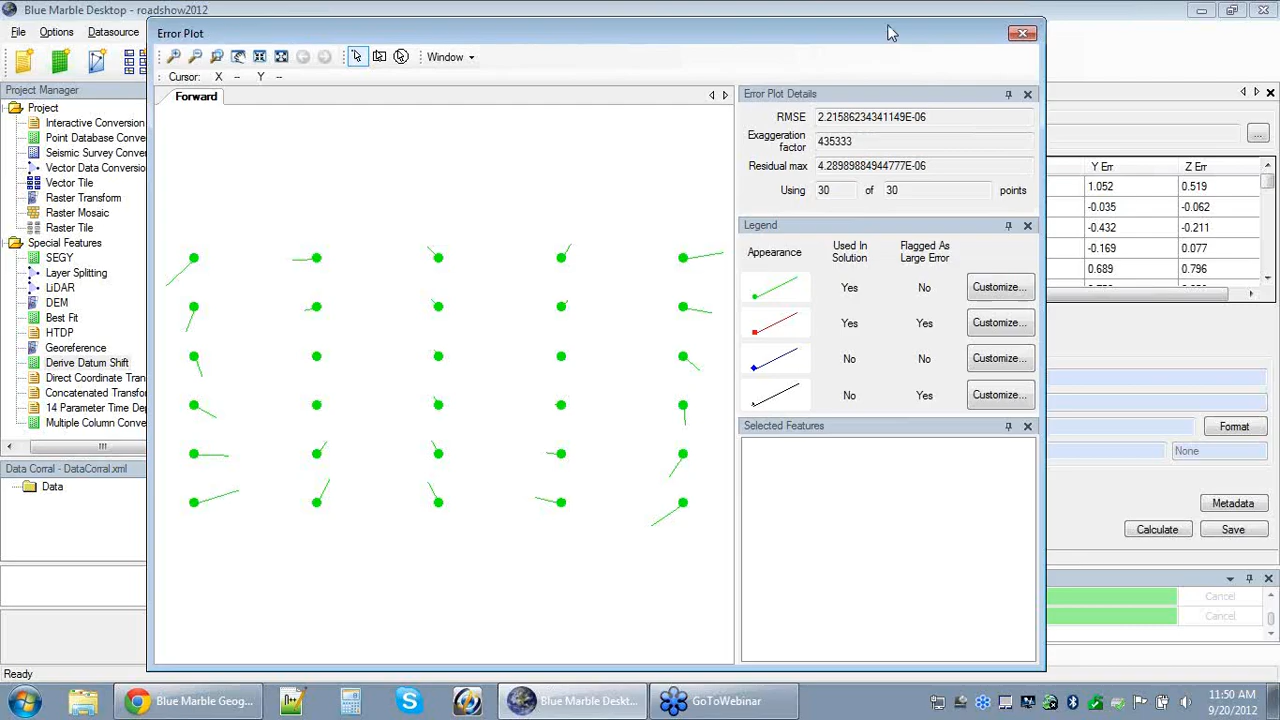 Blue Marble Desktop - roadshow2012
File Options Datasource
Error Plot
Window
Cursor: X -- Y --
Project Manager
Project
Interactive Conversion
Point Database Conver
Seismic Survey Conver
Vector Data Conversio
Vector Tile
Raster Transform
Raster Mosaic
Raster Tile
Special Features
SEGY
Layer Splitting
LiDAR
DEM
Best Fit
HTDP
Georeference
Derive Datum Shift
Direct Coordinate Tran
Concatenated Transfo
14 Parameter Time Dep
Multiple Column Conve
Data Corral - DataCorral.xml
Data
Ready
Forward
Error Plot Details
RMSE 2.21586234341149E-06
Exaggeration factor 435333
Residual max 4.28989884944777E-06
Using 30 of 30 points
Legend
Appearance Used In Solution Flagged As Large Error
Yes No Customize...
Yes Yes Customize...
No No Customize...
No Yes Customize...
Selected Features
...
Y Err Z Err
1.052 0.519
-0.035 -0.062
-0.432 -0.211
-0.169 0.077
0.689 0.796
Format
None
Metadata
Calculate Save
Cancel
Cancel
Blue Marble Geog...
Blue Marble Deskt...
GoToWebinar
11:50 AM
9/20/2012